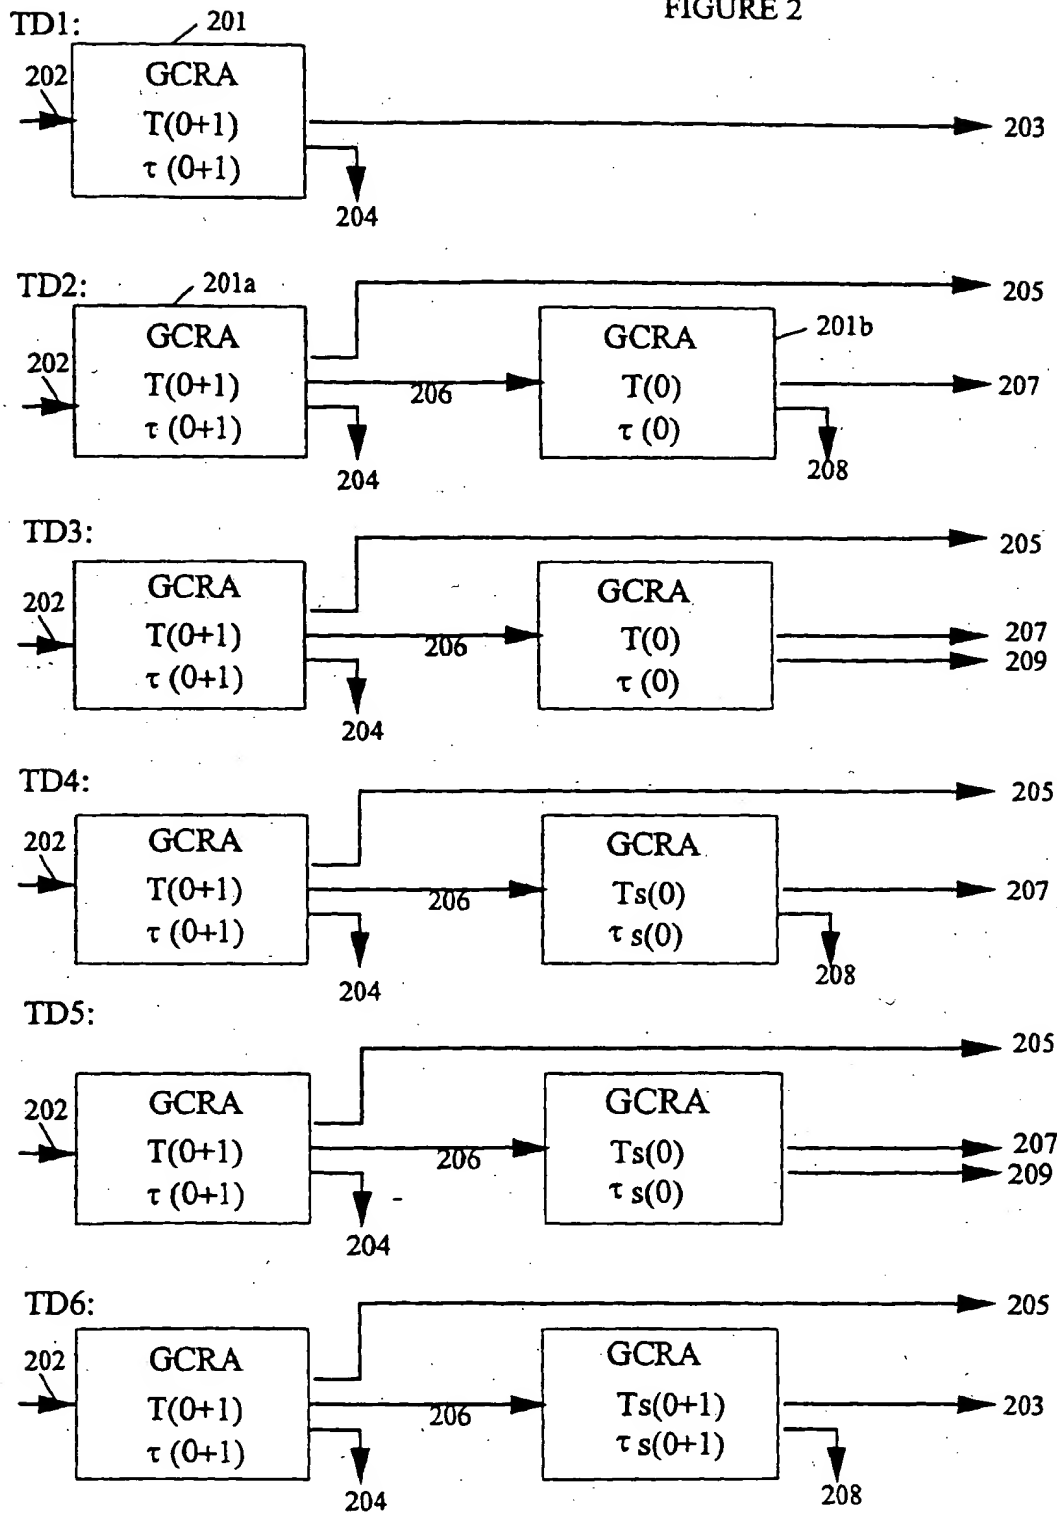 FIGURE 2
TD1:
201
202
GCRA
T(0+1)
τ (0+1)
203
204
TD2:
201a
205
202
GCRA
T(0+1)
τ (0+1)
206
GCRA
T(0)
τ (0)
201b
207
204
208
TD3:
205
202
GCRA
T(0+1)
τ (0+1)
206
GCRA
T(0)
τ (0)
207
209
204
TD4:
205
202
GCRA
T(0+1)
τ (0+1)
206
GCRA
Ts(0)
τ s(0)
207
204
208
TD5:
205
202
GCRA
T(0+1)
τ (0+1)
206
GCRA
Ts(0)
τ s(0)
207
209
204
TD6:
205
202
GCRA
T(0+1)
τ (0+1)
206
GCRA
Ts(0+1)
τ s(0+1)
203
204
208